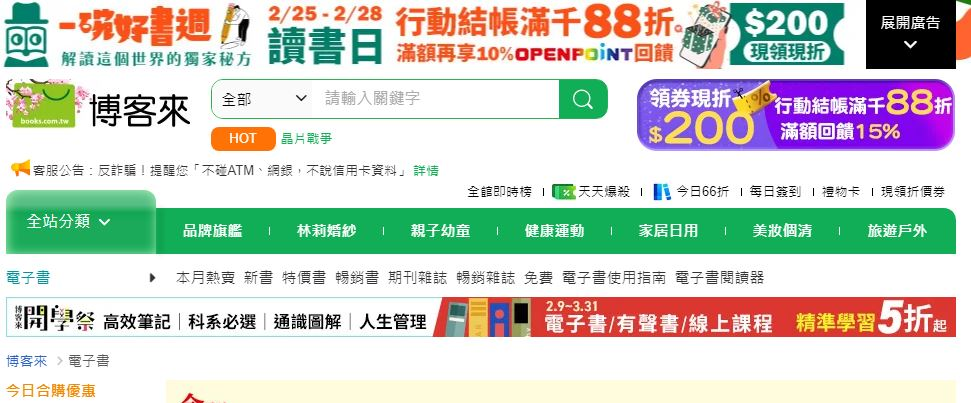 一碗好書週
解讀這個世界的獨家秘方
2/25 - 2/28
讀書日
行動結帳滿千88折
滿額再享10%OPENPOINT回饋
$200
現領現折
展開廣告
books.com.tw
博客來
全部
請輸入關鍵字
領券現折
$200
行動結帳滿千88折
滿額回饋15%
HOT
晶片戰爭
客服公告：反詐騙！提醒您「不碰ATM、網銀，不說信用卡資料」 詳情
全館即時榜 | 天天爆殺 | 今日66折 | 每日簽到 | 禮物卡 | 現領折價券
全站分類
品牌旗艦 | 林莉婚紗 | 親子幼童 | 健康運動 | 家居日用 | 美妝個清 | 旅遊戶外
電子書
本月熱賣 新書 特價書 暢銷書 期刊雜誌 暢銷雜誌 免費 電子書使用指南 電子書閱讀器
博客來
開學祭
高效筆記｜科系必選｜通識圖解｜人生管理
2.9~3.31
電子書/有聲書/線上課程
精準學習5折起
博客來 > 電子書
今日合購優惠